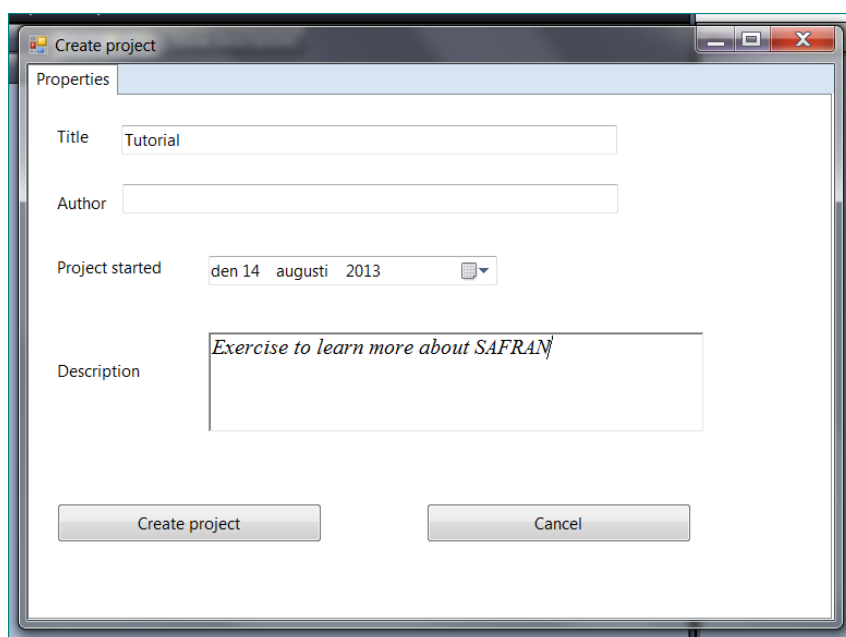 Create project
Properties
Title Tutorial
Author
Project started den 14 augusti 2013
Description Exercise to learn more about SAFRAN
Create project Cancel